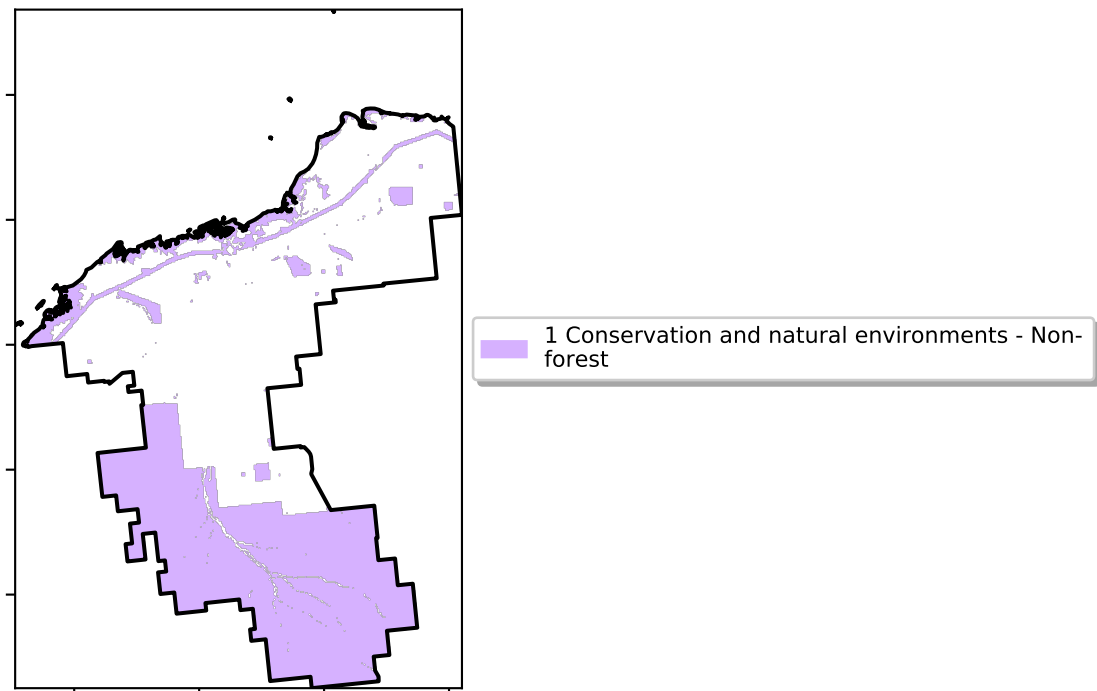 1 Conservation and natural environments - Non-
forest